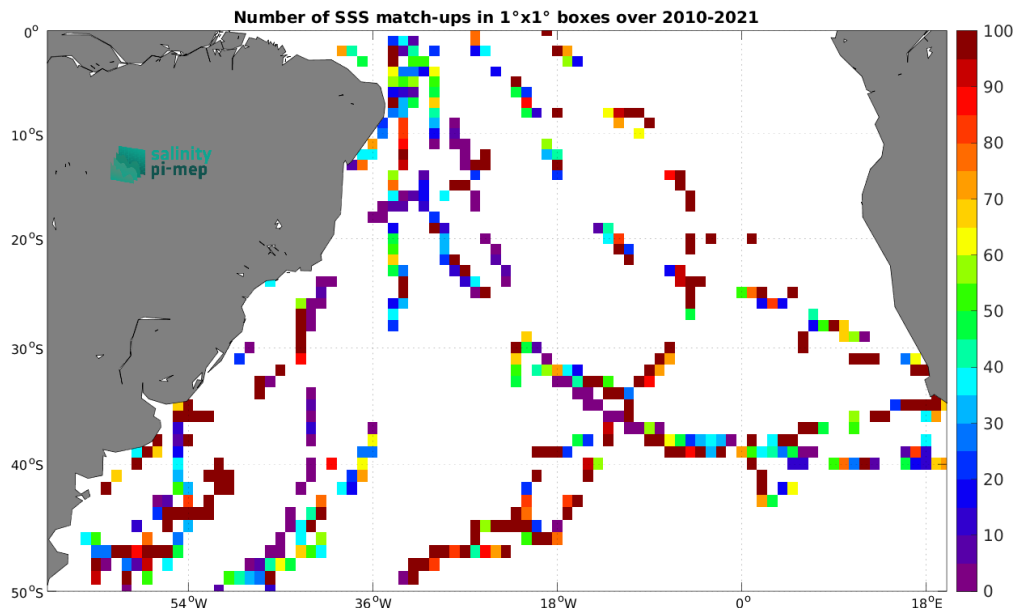 Number of SSS match-ups in 1°x1° boxes over 2010-2021
0°
10°S
20°S
30°S
40°S
50°S
54°W
36°W
18°W
0°
18°E
salinity
pi-mep
100
90
80
70
60
50
40
30
20
10
0